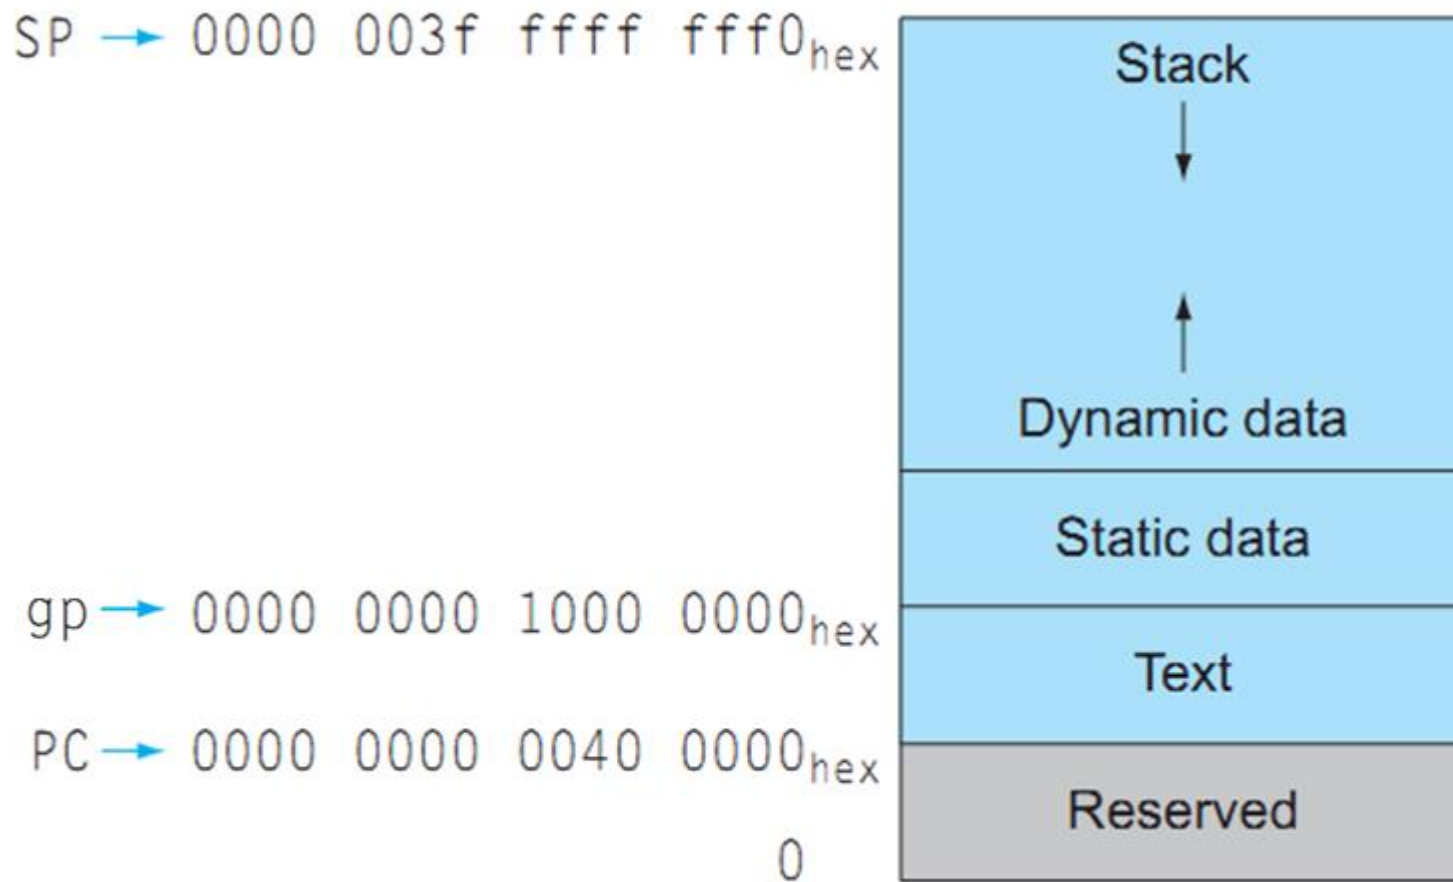 SP → 0000 003f ffff fff0hex
Stack
Dynamic data
Static data
gp → 0000 0000 1000 0000hex
Text
PC → 0000 0000 0040 0000hex
Reserved
0